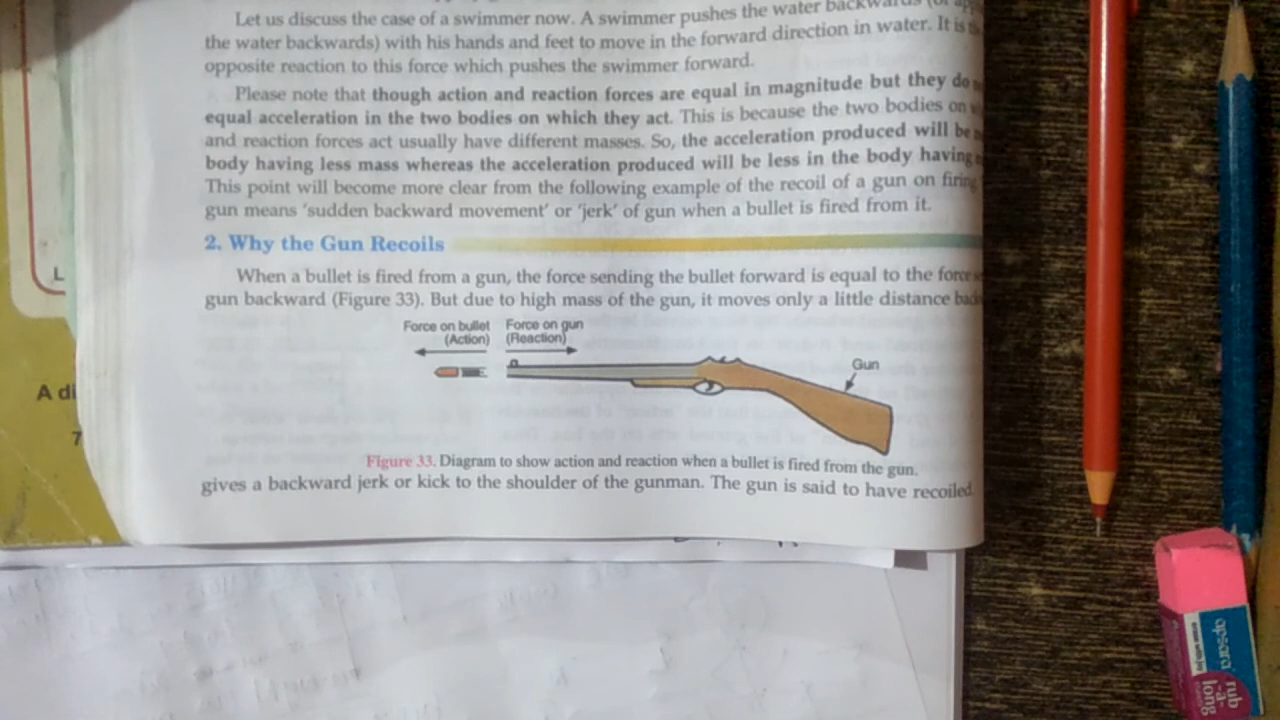 Let us discuss the case of a swimmer now. A swimmer pushes the water backwards (or
the water backwards) with his hands and feet to move in the forward direction in water. It is
opposite reaction to this force which pushes the swimmer forward.
Please note that though action and reaction forces are equal in magnitude but they do
equal acceleration in the two bodies on which they act. This is because the two bodies on
and reaction forces act usually have different masses. So, the acceleration produced will be
body having less mass whereas the acceleration produced will be less in the body having
This point will become more clear from the following example of the recoil of a gun on firing
gun means 'sudden backward movement' or 'jerk' of gun when a bullet is fired from it.
2. Why the Gun Recoils
When a bullet is fired from a gun, the force sending the bullet forward is equal to the force
gun backward (Figure 33). But due to high mass of the gun, it moves only a little distance
Force on bullet
(Action)
Force on gun
(Reaction)
Gun
Figure 33. Diagram to show action and reaction when a bullet is fired from the gun.
gives a backward jerk or kick to the shoulder of the gunman. The gun is said to have recoiled
L
A di
7
apsara
rub
-a-
long